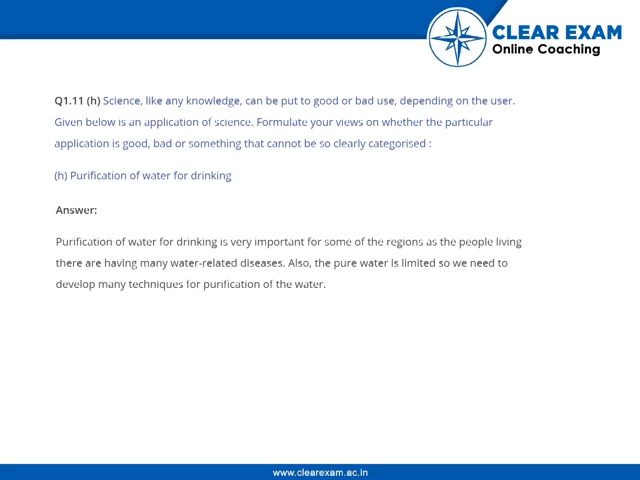 CLEAR EXAM
Online Coaching
Q1.11 (h) Science, like any knowledge, can be put to good or bad use, depending on the user.
Given below is an application of science. Formulate your views on whether the particular
application is good, bad or something that cannot be so clearly categorised :
(h) Purification of water for drinking
Answer:
Purification of water for drinking is very important for some of the regions as the people living
there are having many water-related diseases. Also, the pure water is limited so we need to
develop many techniques for purification of the water.
www.clearexam.ac.in